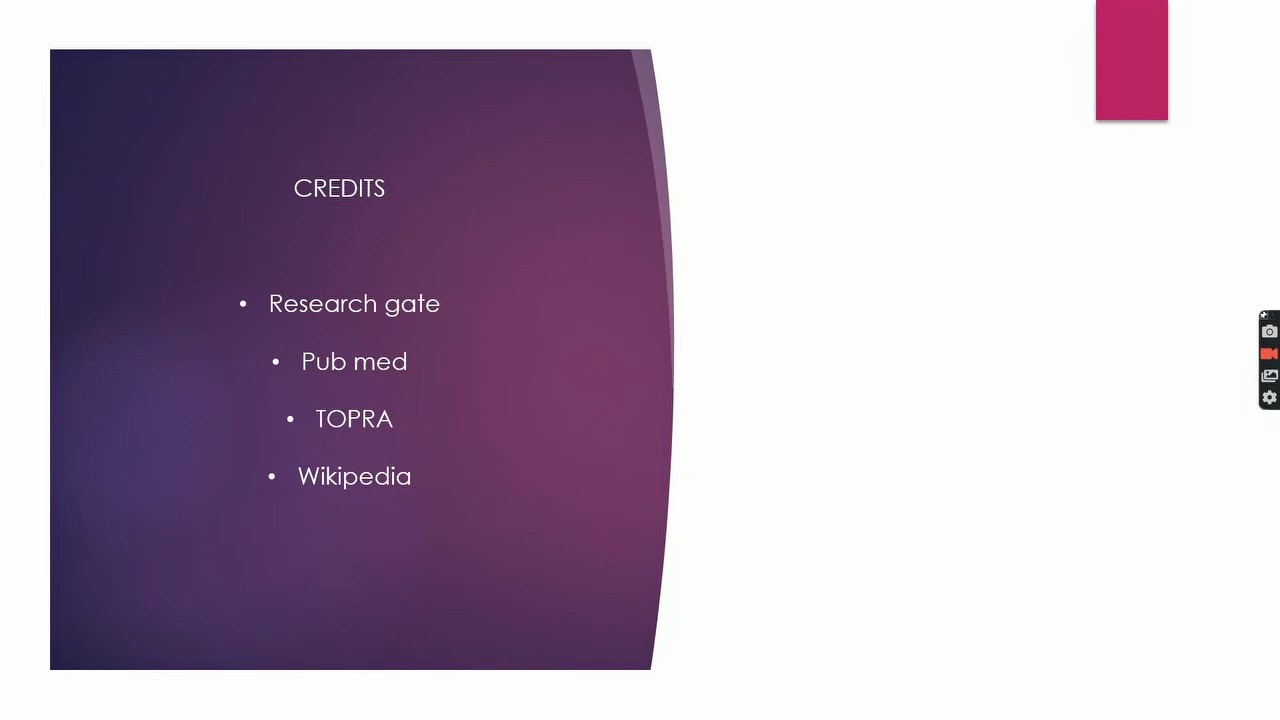 CREDITS
• Research gate
• Pub med
• TOPRA
• Wikipedia